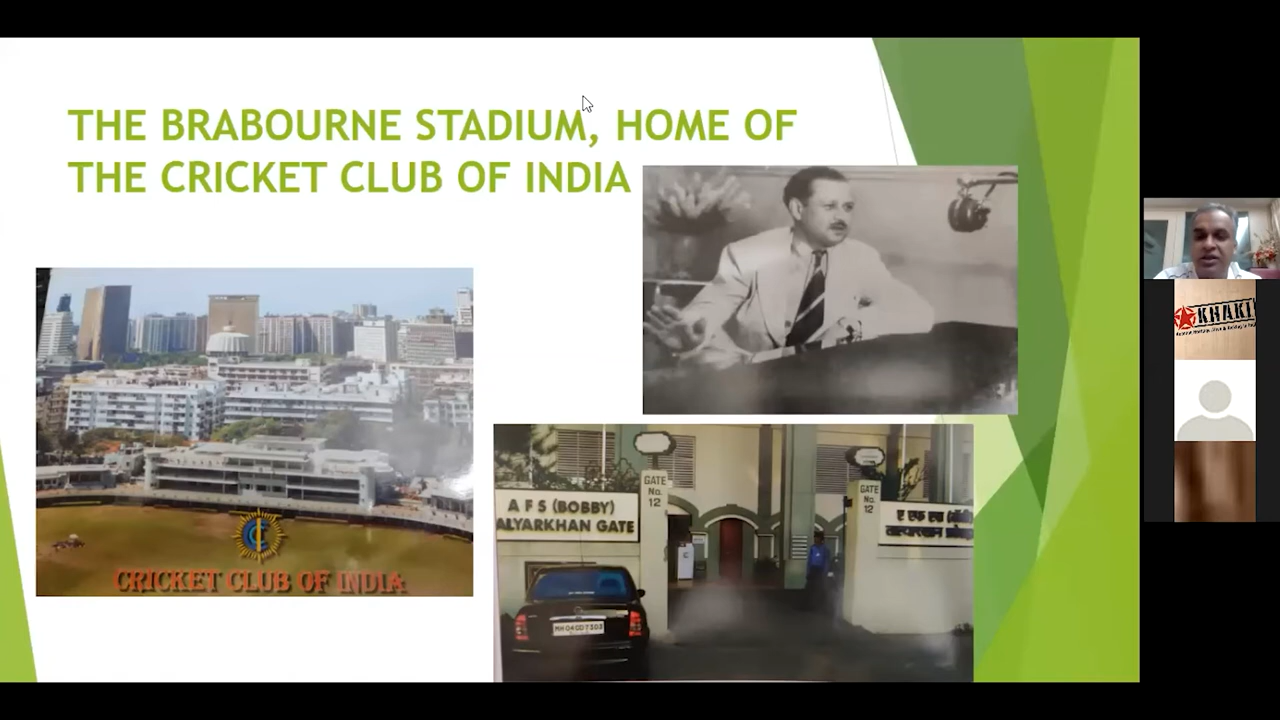 THE BRABOURNE STADIUM, HOME OF
THE CRICKET CLUB OF INDIA
CRICKET CLUB OF INDIA
A F S (BOBBY)
ALYARKHAN GATE
GATE
No.
12
GATE
No.
12
MH04GD7303
KHAKI